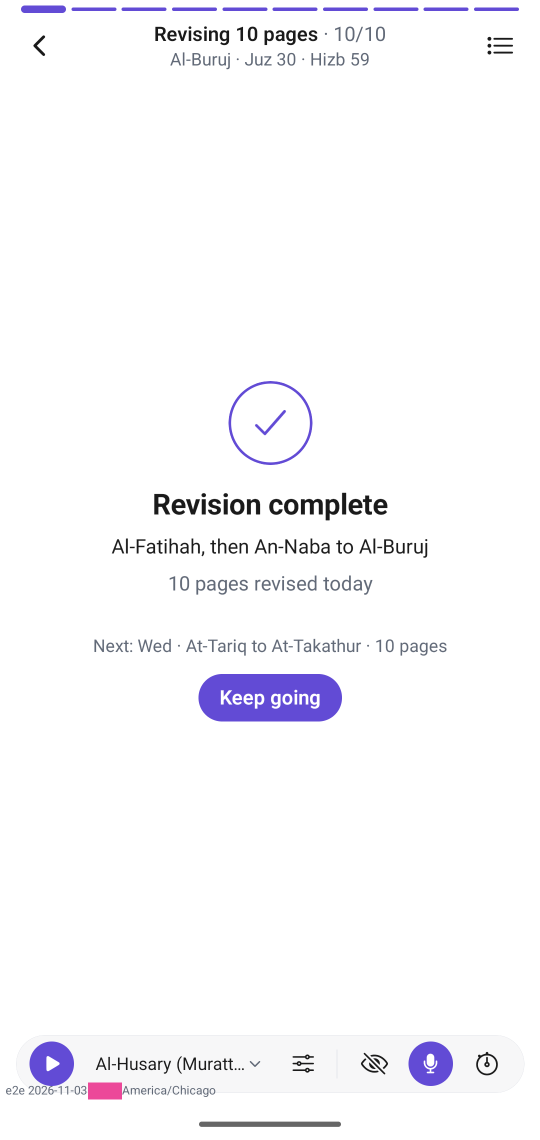 Revising 10 pages · 10/10
Al-Buruj · Juz 30 · Hizb 59
Revision complete
Al-Fatihah, then An-Naba to Al-Buruj
10 pages revised today
Next: Wed · At-Tariq to At-Takathur · 10 pages
Keep going
Al-Husary (Muratt...
e2e 2026-11-03 America/Chicago